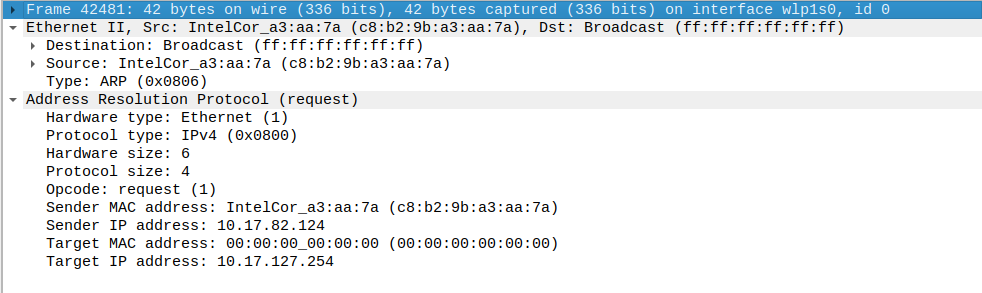 Frame 42481: 42 bytes on wire (336 bits), 42 bytes captured (336 bits) on interface wlp1s0, id 0
Ethernet II, Src: IntelCor_a3:aa:7a (c8:b2:9b:a3:aa:7a), Dst: Broadcast (ff:ff:ff:ff:ff:ff)
Destination: Broadcast (ff:ff:ff:ff:ff:ff)
Source: IntelCor_a3:aa:7a (c8:b2:9b:a3:aa:7a)
Type: ARP (0x0806)
Address Resolution Protocol (request)
Hardware type: Ethernet (1)
Protocol type: IPv4 (0x0800)
Hardware size: 6
Protocol size: 4
Opcode: request (1)
Sender MAC address: IntelCor_a3:aa:7a (c8:b2:9b:a3:aa:7a)
Sender IP address: 10.17.82.124
Target MAC address: 00:00:00_00:00:00 (00:00:00:00:00:00)
Target IP address: 10.17.127.254